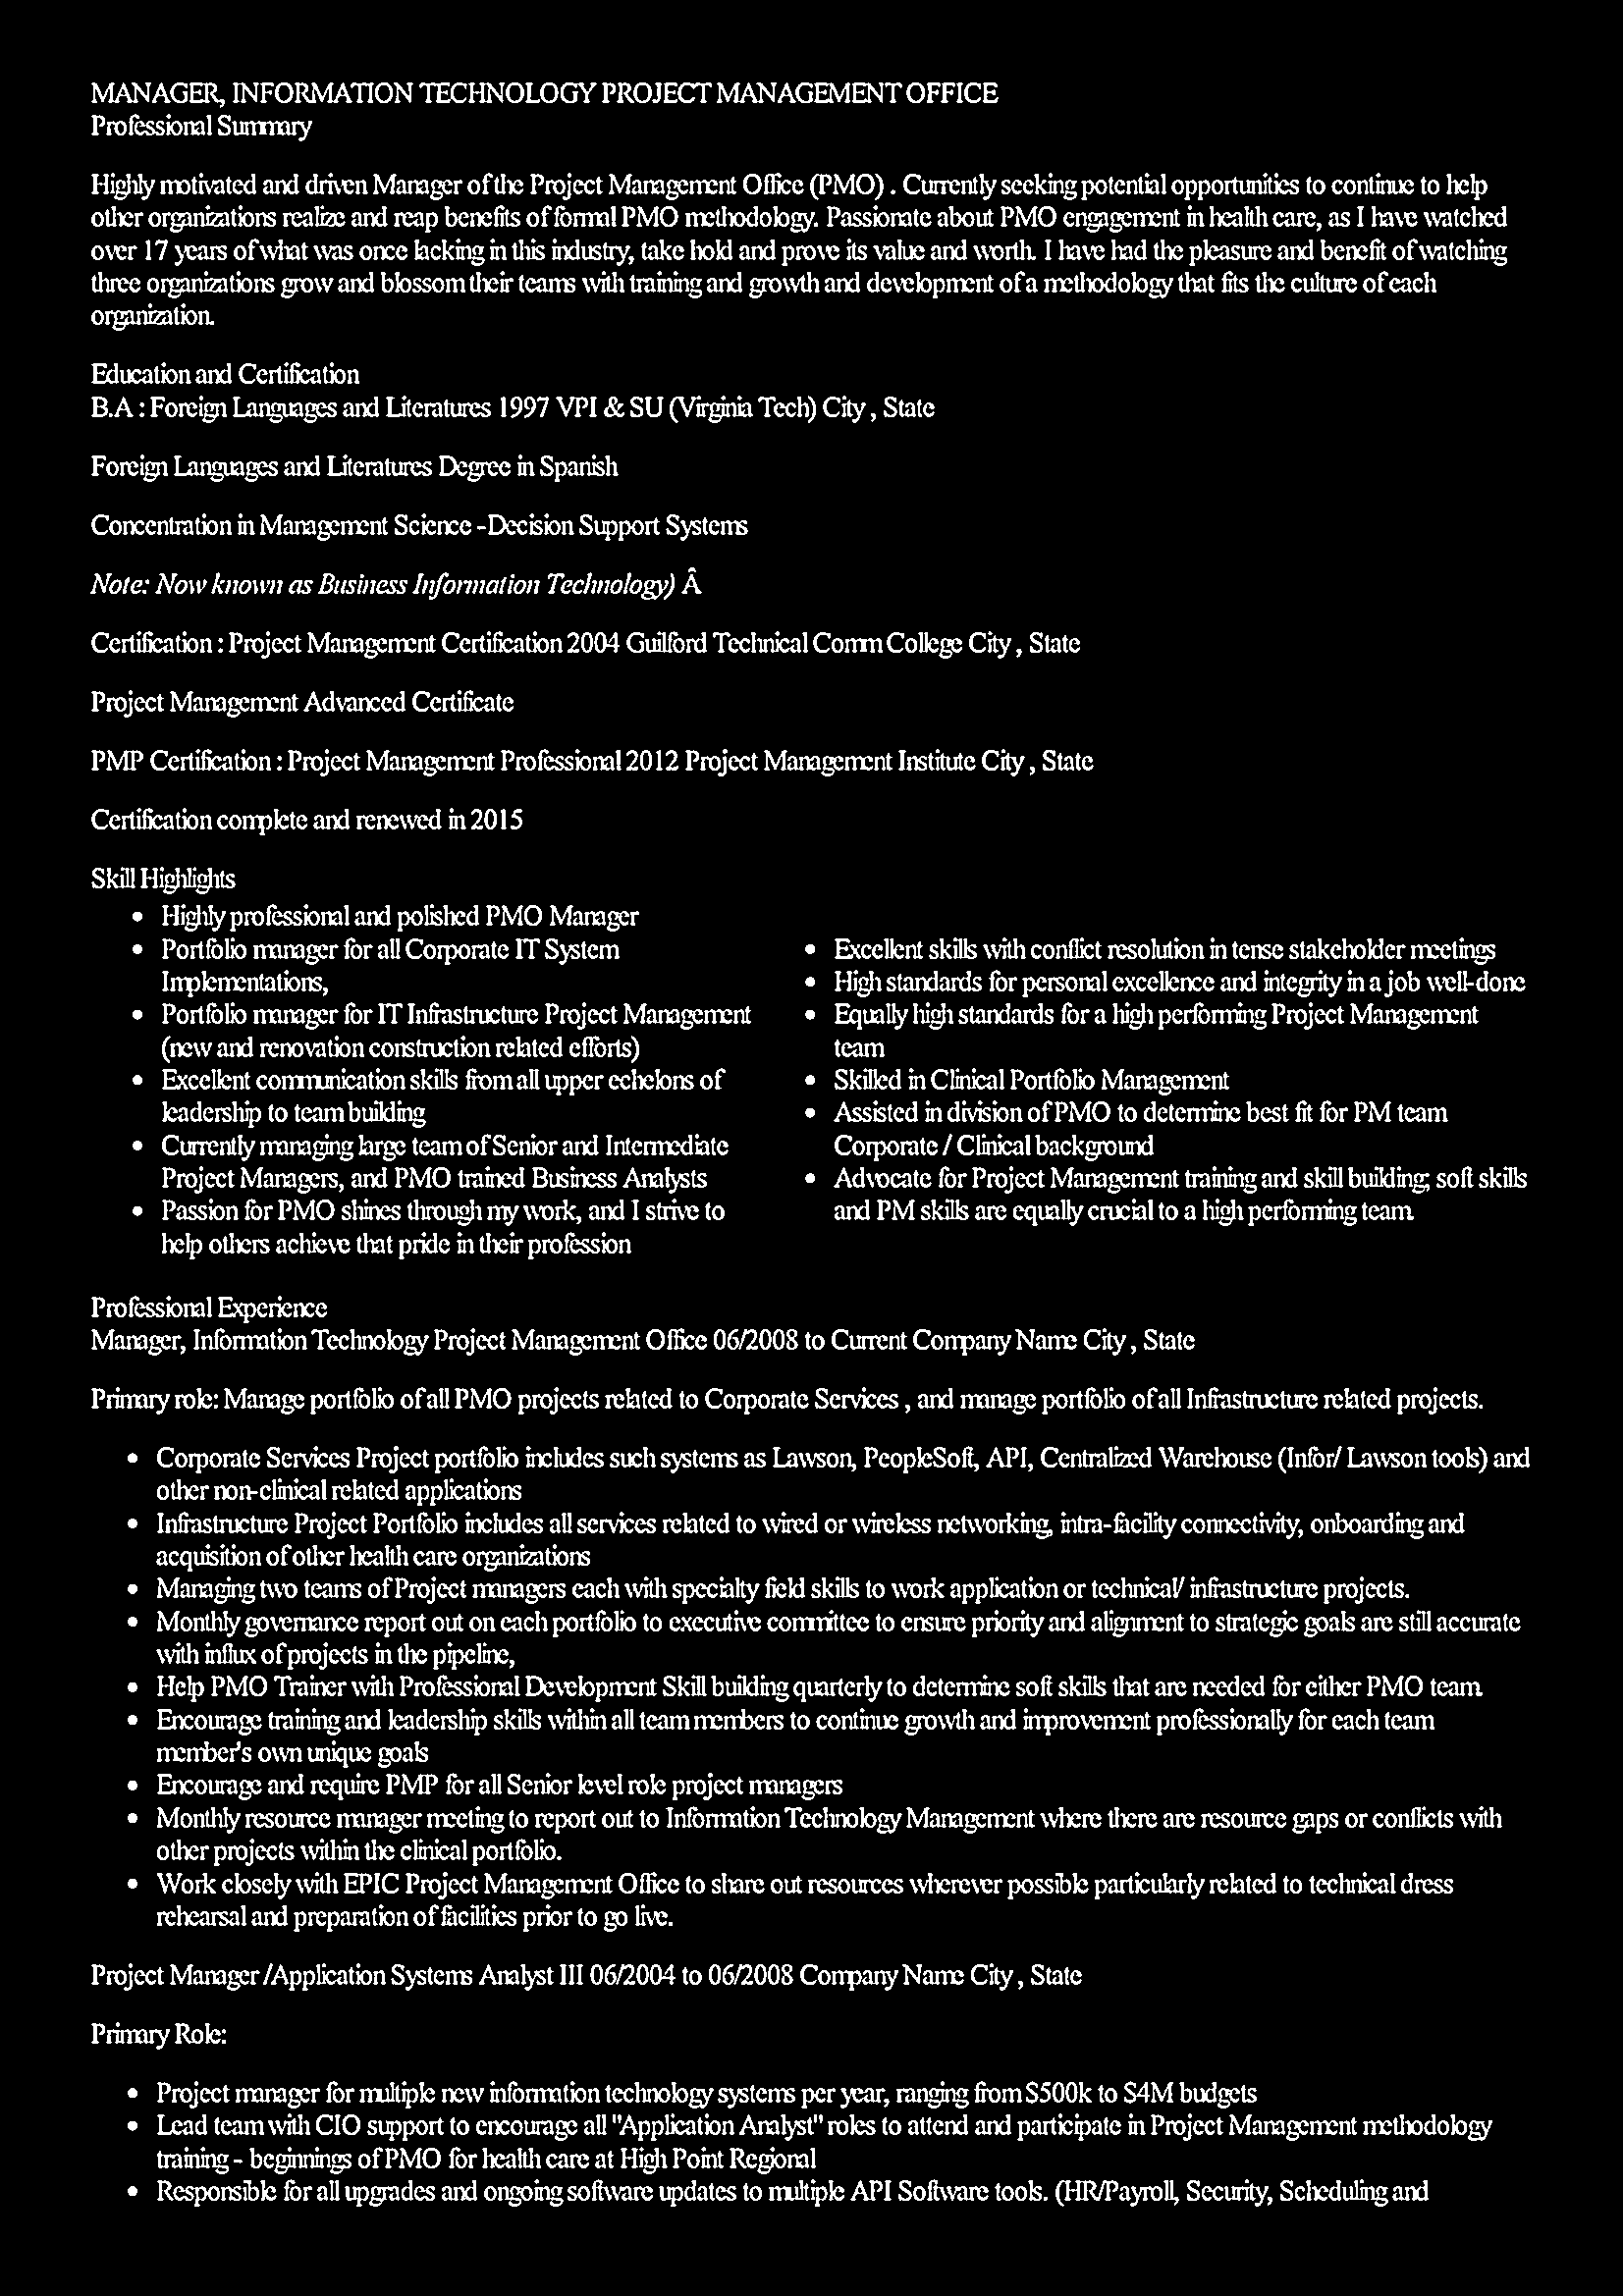 MANAGER, INFORMATION TECHNOLOGY PROJECT MANAGEMENT OFFICE
Professional Summary
Highly motivated and driven Manager of the Project Management Office (PMO) . Currently seeking potential opportunities to continue to help
other organizations realize and reap benefits of formal PMO methodology. Passionate about PMO engagement in health care, as I have watched
over 17 years of what was once lacking in this industry, take hold and prove its value and worth. I have had the pleasure and benefit of watching
three organizations grow and blossom their teams with training and growth and development of a methodology that fits the culture of each
organization.
Education and Certification
B.A : Foreign Languages and Literatures 1997 VPI & SU (Virginia Tech) City , State
Foreign Languages and Literatures Degree in Spanish
Concentration in Management Science -Decision Support Systems
Note: Now known as Business Information Technology) Â
Certification : Project Management Certification 2004 Guilford Technical Comm College City , State
Project Management Advanced Certificate
PMP Certification : Project Management Professional 2012 Project Management Institute City , State
Certification complete and renewed in 2015
Skill Highlights
• Highly professional and polished PMO Manager
• Portfolio manager for all Corporate IT System
Implementations,
• Portfolio manager for IT Infrastructure Project Management
(new and renovation construction related efforts)
• Excellent communication skills from all upper echelons of
leadership to team building
• Currently managing large team of Senior and Intermediate
Project Managers, and PMO trained Business Analysts
• Passion for PMO shines through my work, and I strive to
help others achieve that pride in their profession
• Excellent skills with conflict resolution in tense stakeholder meetings
• High standards for personal excellence and integrity in a job well-done
• Equally high standards for a high performing Project Management
team
• Skilled in Clinical Portfolio Management
• Assisted in division of PMO to determine best fit for PM team
Corporate / Clinical background
• Advocate for Project Management training and skill building; soft skills
and PM skills are equally crucial to a high performing team.
Professional Experience
Manager, Information Technology Project Management Office 06/2008 to Current Company Name City , State
Primary role: Manage portfolio of all PMO projects related to Corporate Services , and manage portfolio of all Infrastructure related projects.
• Corporate Services Project portfolio includes such systems as Lawson, PeopleSoft, API, Centralized Warehouse (Infor/ Lawson tools) and
other non-clinical related applications
• Infrastructure Project Portfolio includes all services related to wired or wireless networking, intra-facility connectivity, onboarding and
acquisition of other health care organizations
• Managing two teams of Project managers each with specialty field skills to work application or technical/ infrastructure projects.
• Monthly governance report out on each portfolio to executive committee to ensure priority and alignment to strategic goals are still accurate
with influx of projects in the pipeline,
• Help PMO Trainer with Professional Development Skill building quarterly to determine soft skills that are needed for either PMO team.
• Encourage training and leadership skills within all team members to continue growth and improvement professionally for each team
member's own unique goals
• Encourage and require PMP for all Senior level role project managers
• Monthly resource manager meeting to report out to Information Technology Management where there are resource gaps or conflicts with
other projects within the clinical portfolio.
• Work closely with EPIC Project Management Office to share out resources wherever possible particularly related to technical dress
rehearsal and preparation of facilities prior to go live.
Project Manager /Application Systems Analyst III 06/2004 to 06/2008 Company Name City , State
Primary Role:
• Project manager for multiple new information technology systems per year, ranging from $500k to $4M budgets
• Lead team with CIO support to encourage all "Application Analyst" roles to attend and participate in Project Management methodology
training - beginnings of PMO for health care at High Point Regional
• Responsible for all upgrades and ongoing software updates to multiple API Software tools. (HR/Payroll, Security, Scheduling and